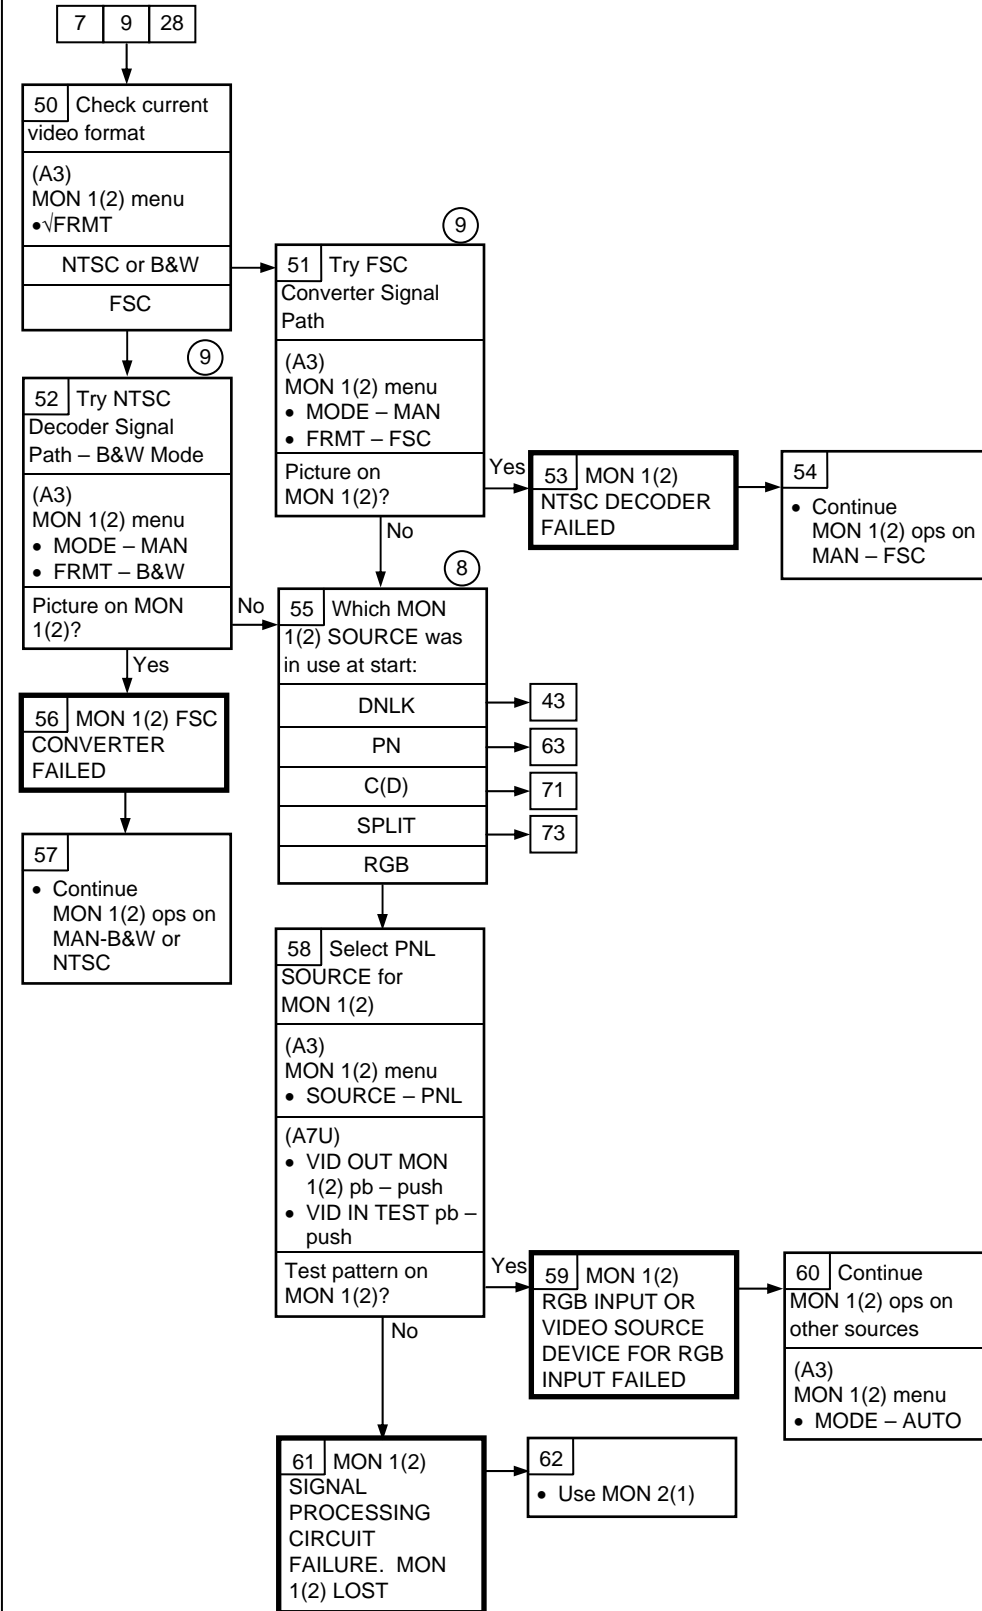 7 9 28
50 Check current
video format
(A3)
MON 1(2) menu
•√FRMT
NTSC or B&W
FSC
9
51 Try FSC
Converter Signal
Path
(A3)
MON 1(2) menu
• MODE – MAN
• FRMT – FSC
Picture on
MON 1(2)?
Yes
No
9
52 Try NTSC
Decoder Signal
Path – B&W Mode
(A3)
MON 1(2) menu
• MODE – MAN
• FRMT – B&W
Picture on MON
1(2)?
No
Yes
53 MON 1(2)
NTSC DECODER
FAILED
54
• Continue
MON 1(2) ops on
MAN – FSC
8
55 Which MON
1(2) SOURCE was
in use at start:
DNLK
43
PN
63
C(D)
71
SPLIT
73
RGB
56 MON 1(2) FSC
CONVERTER
FAILED
57
• Continue
MON 1(2) ops on
MAN-B&W or
NTSC
58 Select PNL
SOURCE for
MON 1(2)
(A3)
MON 1(2) menu
• SOURCE – PNL
(A7U)
• VID OUT MON
1(2) pb – push
• VID IN TEST pb –
push
Test pattern on
MON 1(2)?
Yes
No
59 MON 1(2)
RGB INPUT OR
VIDEO SOURCE
DEVICE FOR RGB
INPUT FAILED
60 Continue
MON 1(2) ops on
other sources
(A3)
MON 1(2) menu
• MODE – AUTO
61 MON 1(2)
SIGNAL
PROCESSING
CIRCUIT
FAILURE. MON
1(2) LOST
62
• Use MON 2(1)